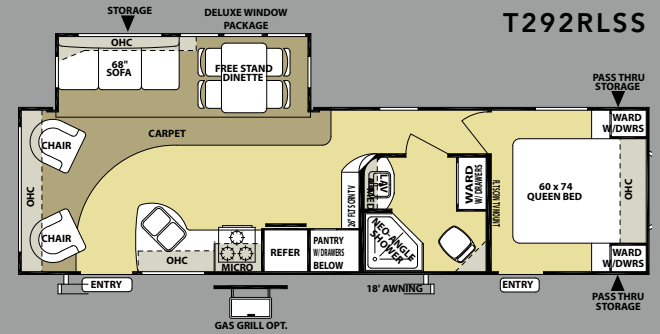 STORAGE
DELUXE WINDOW
PACKAGE
T292RLSS
OHC
68"
SOFA
FREE STAND
DINETTE
PASS THRU
STORAGE
WARD
W/DWRS
CARPET
CHAIR
OHC
LAV
MED
WARD
W/ DRAWERS
60 x 74
QUEEN BED
OHC
CHAIR
OHC
MICRO
REFER
PANTRY
W/DRAWERS
BELOW
NEO-ANGLE
SHOWER
WARD
W/DWRS
ENTRY
18' AWNING
ENTRY
PASS THRU
STORAGE
GAS GRILL OPT.